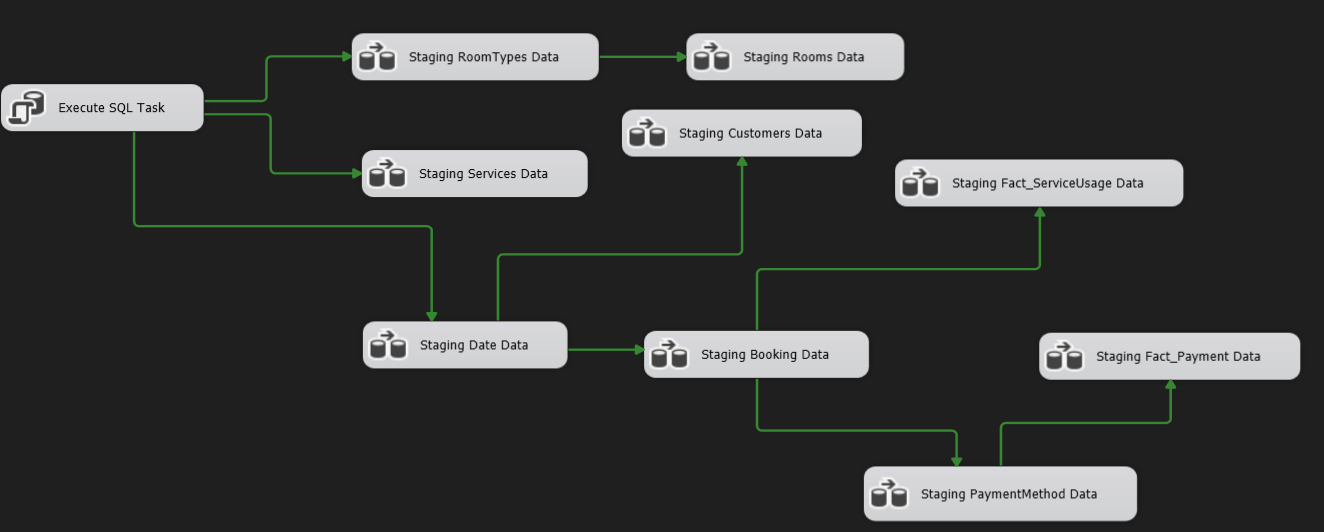 Staging RoomTypes Data
Staging Rooms Data
Execute SQL Task
Staging Customers Data
Staging Services Data
Staging Fact_ServiceUsage Data
Staging Date Data
Staging Booking Data
Staging Fact_Payment Data
Staging PaymentMethod Data